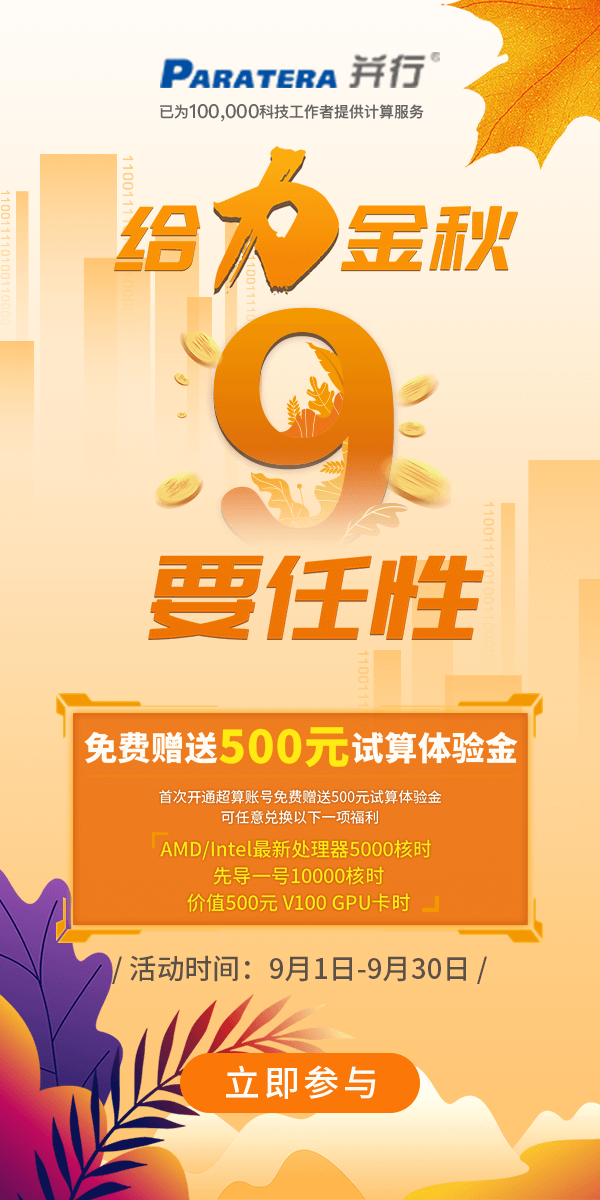 PARATERA 并行®
已为100,000科技工作者提供计算服务
给力金秋
9
要任性
免费赠送500元试算体验金
首次开通超算账号免费赠送500元试算体验金
可任意兑换以下一项福利
AMD/Intel最新处理器5000核时
先导一号10000核时
价值500元 V100 GPU卡时
/ 活动时间：9月1日-9月30日 /
立即参与